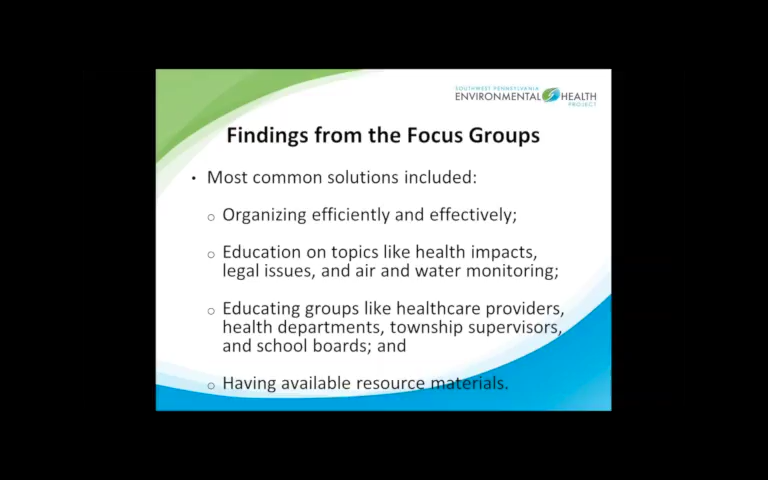 SOUTHWEST PENNSYLVANIA
ENVIRONMENTAL HEALTH
PROJECT
Findings from the Focus Groups
• Most common solutions included:
o Organizing efficiently and effectively;
o Education on topics like health impacts,
legal issues, and air and water monitoring;
o Educating groups like healthcare providers,
health departments, township supervisors,
and school boards; and
o Having available resource materials.